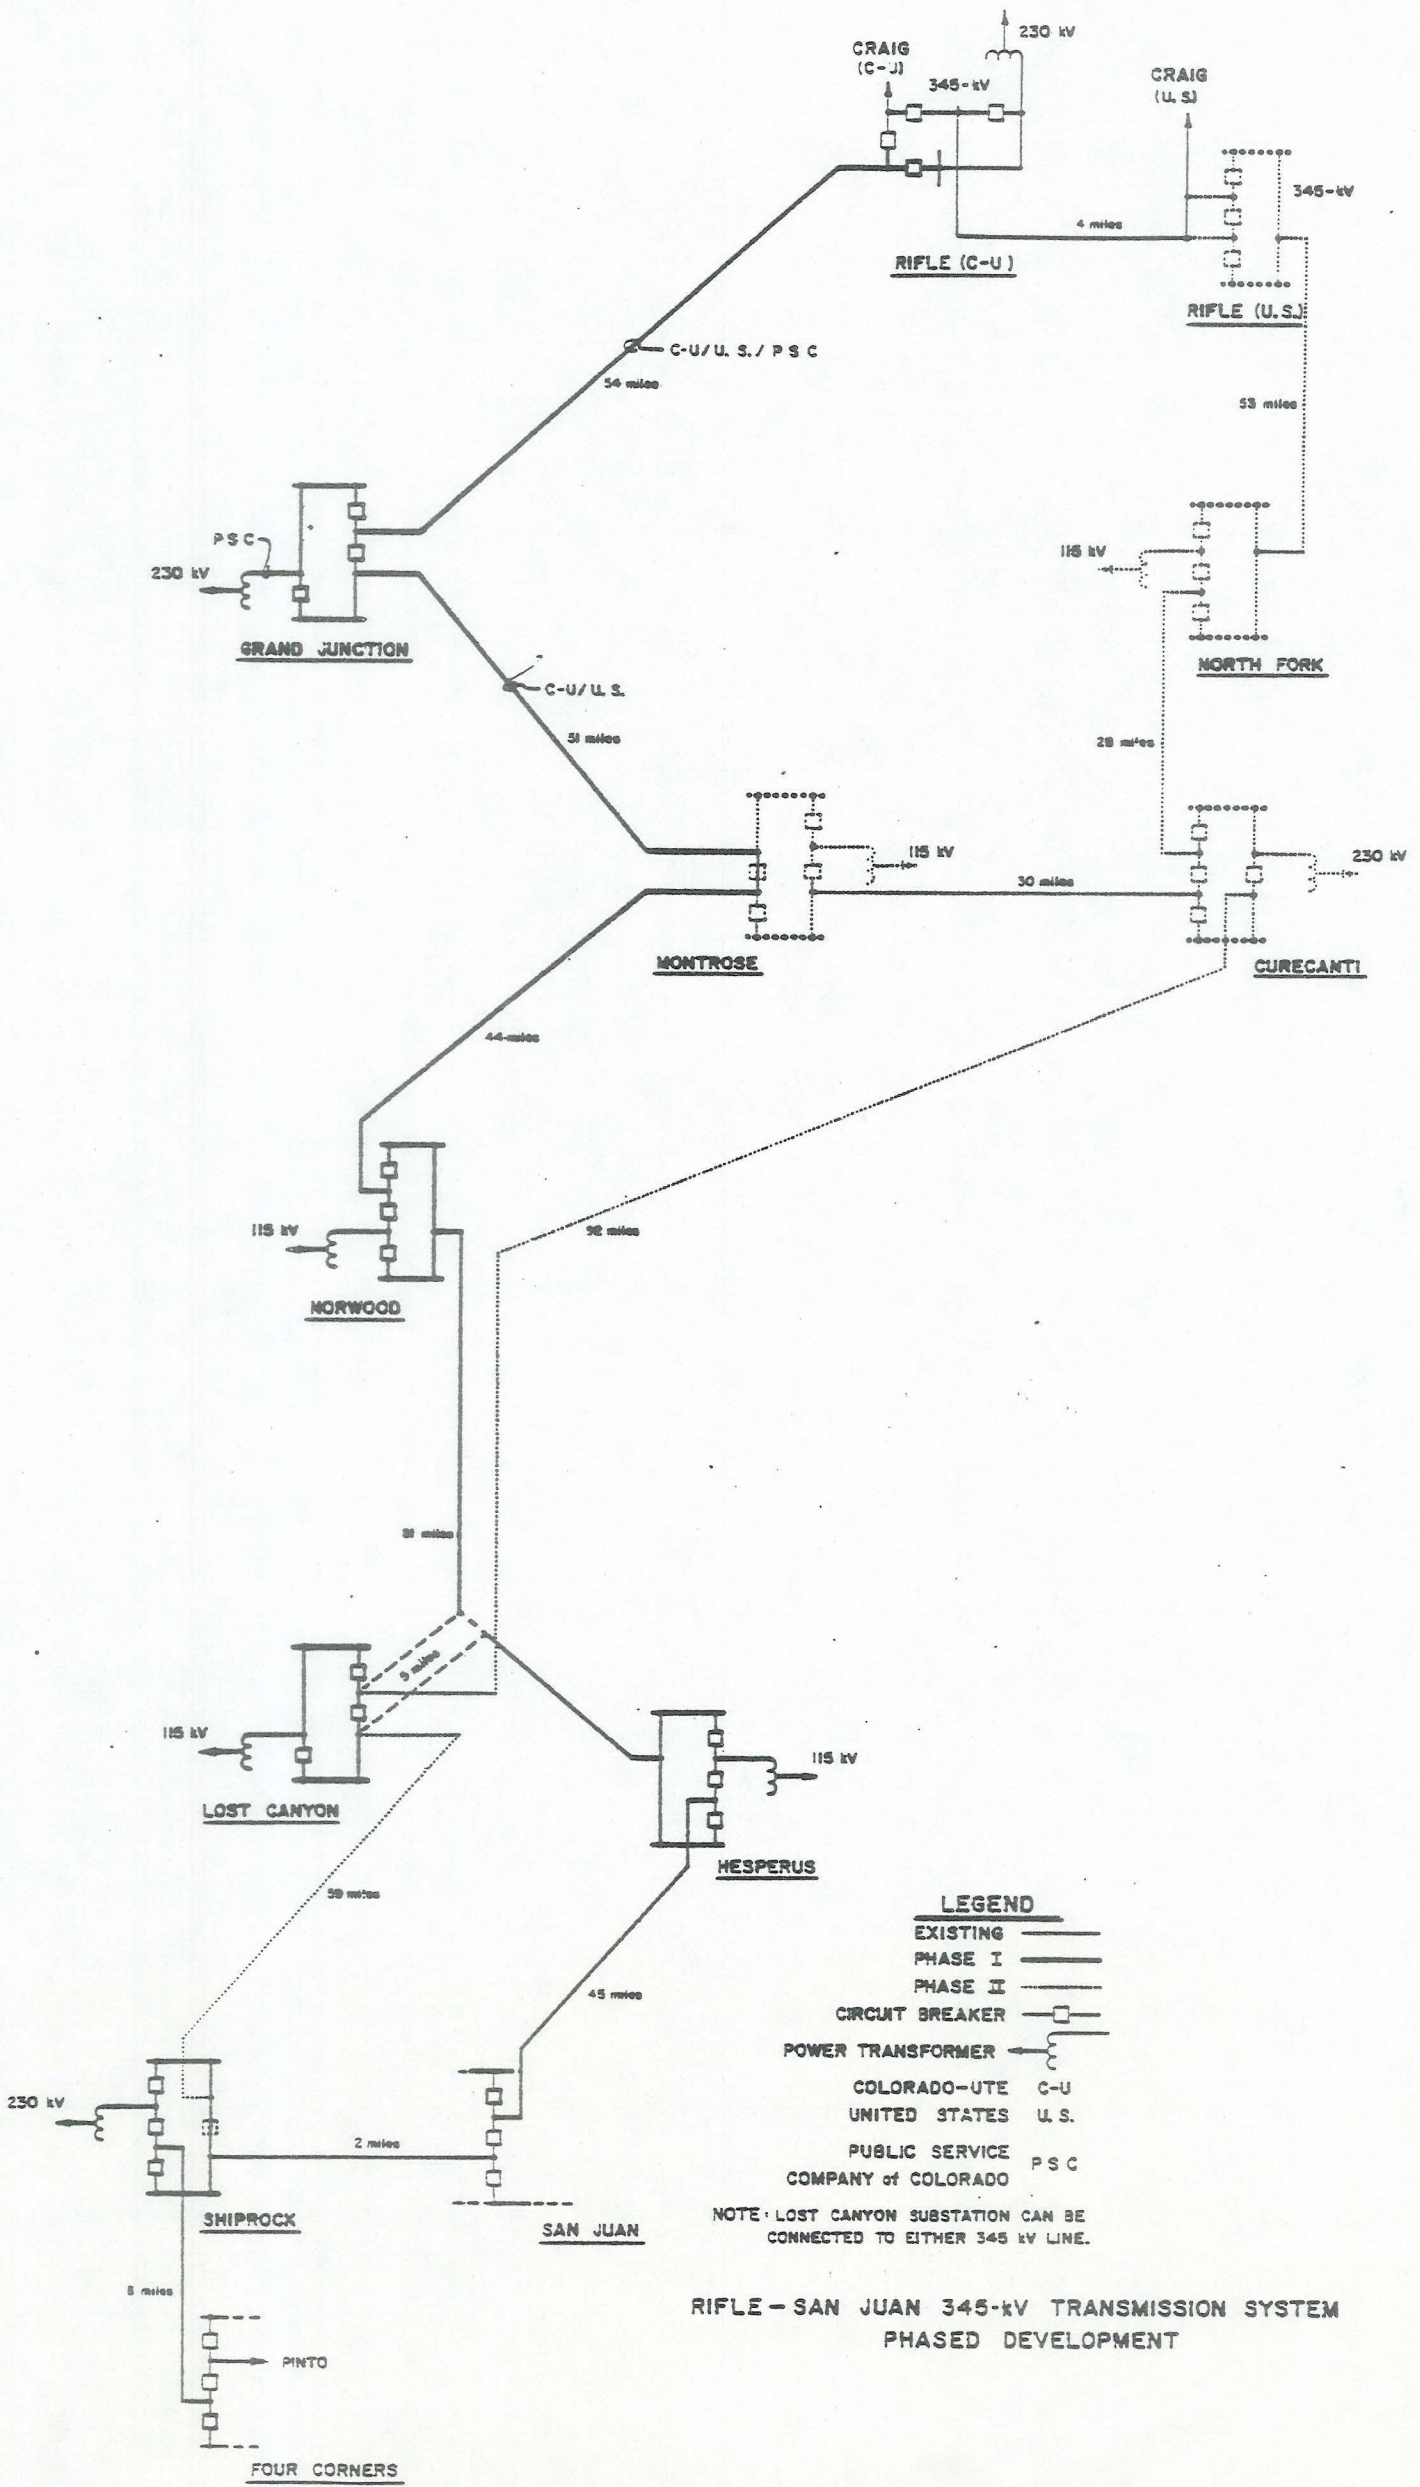 230 kV
CRAIG
(C-U)
345-kV
CRAIG
(U.S.)
345-kV
4 miles
RIFLE (C-U)
RIFLE (U.S.)
C-U/U.S./PSC
54 miles
53 miles
PSC
230 kV
GRAND JUNCTION
115 kV
NORTH FORK
C-U/U.S.
51 miles
28 miles
115 kV
30 miles
230 kV
MONTROSE
CURECANTI
44 miles
115 kV
92 miles
NORWOOD
miles
9 miles
115 kV
115 kV
LOST CANYON
HESPERUS
59 miles
45 miles
LEGEND
EXISTING
PHASE I
PHASE II
CIRCUIT BREAKER
POWER TRANSFORMER
COLORADO-UTE C-U
UNITED STATES U.S.
PUBLIC SERVICE
COMPANY of COLORADO PSC
NOTE: LOST CANYON SUBSTATION CAN BE
CONNECTED TO EITHER 345 kV LINE.
230 kV
2 miles
SHIPROCK
SAN JUAN
miles
PINTO
FOUR CORNERS
RIFLE-SAN JUAN 345-kV TRANSMISSION SYSTEM
PHASED DEVELOPMENT